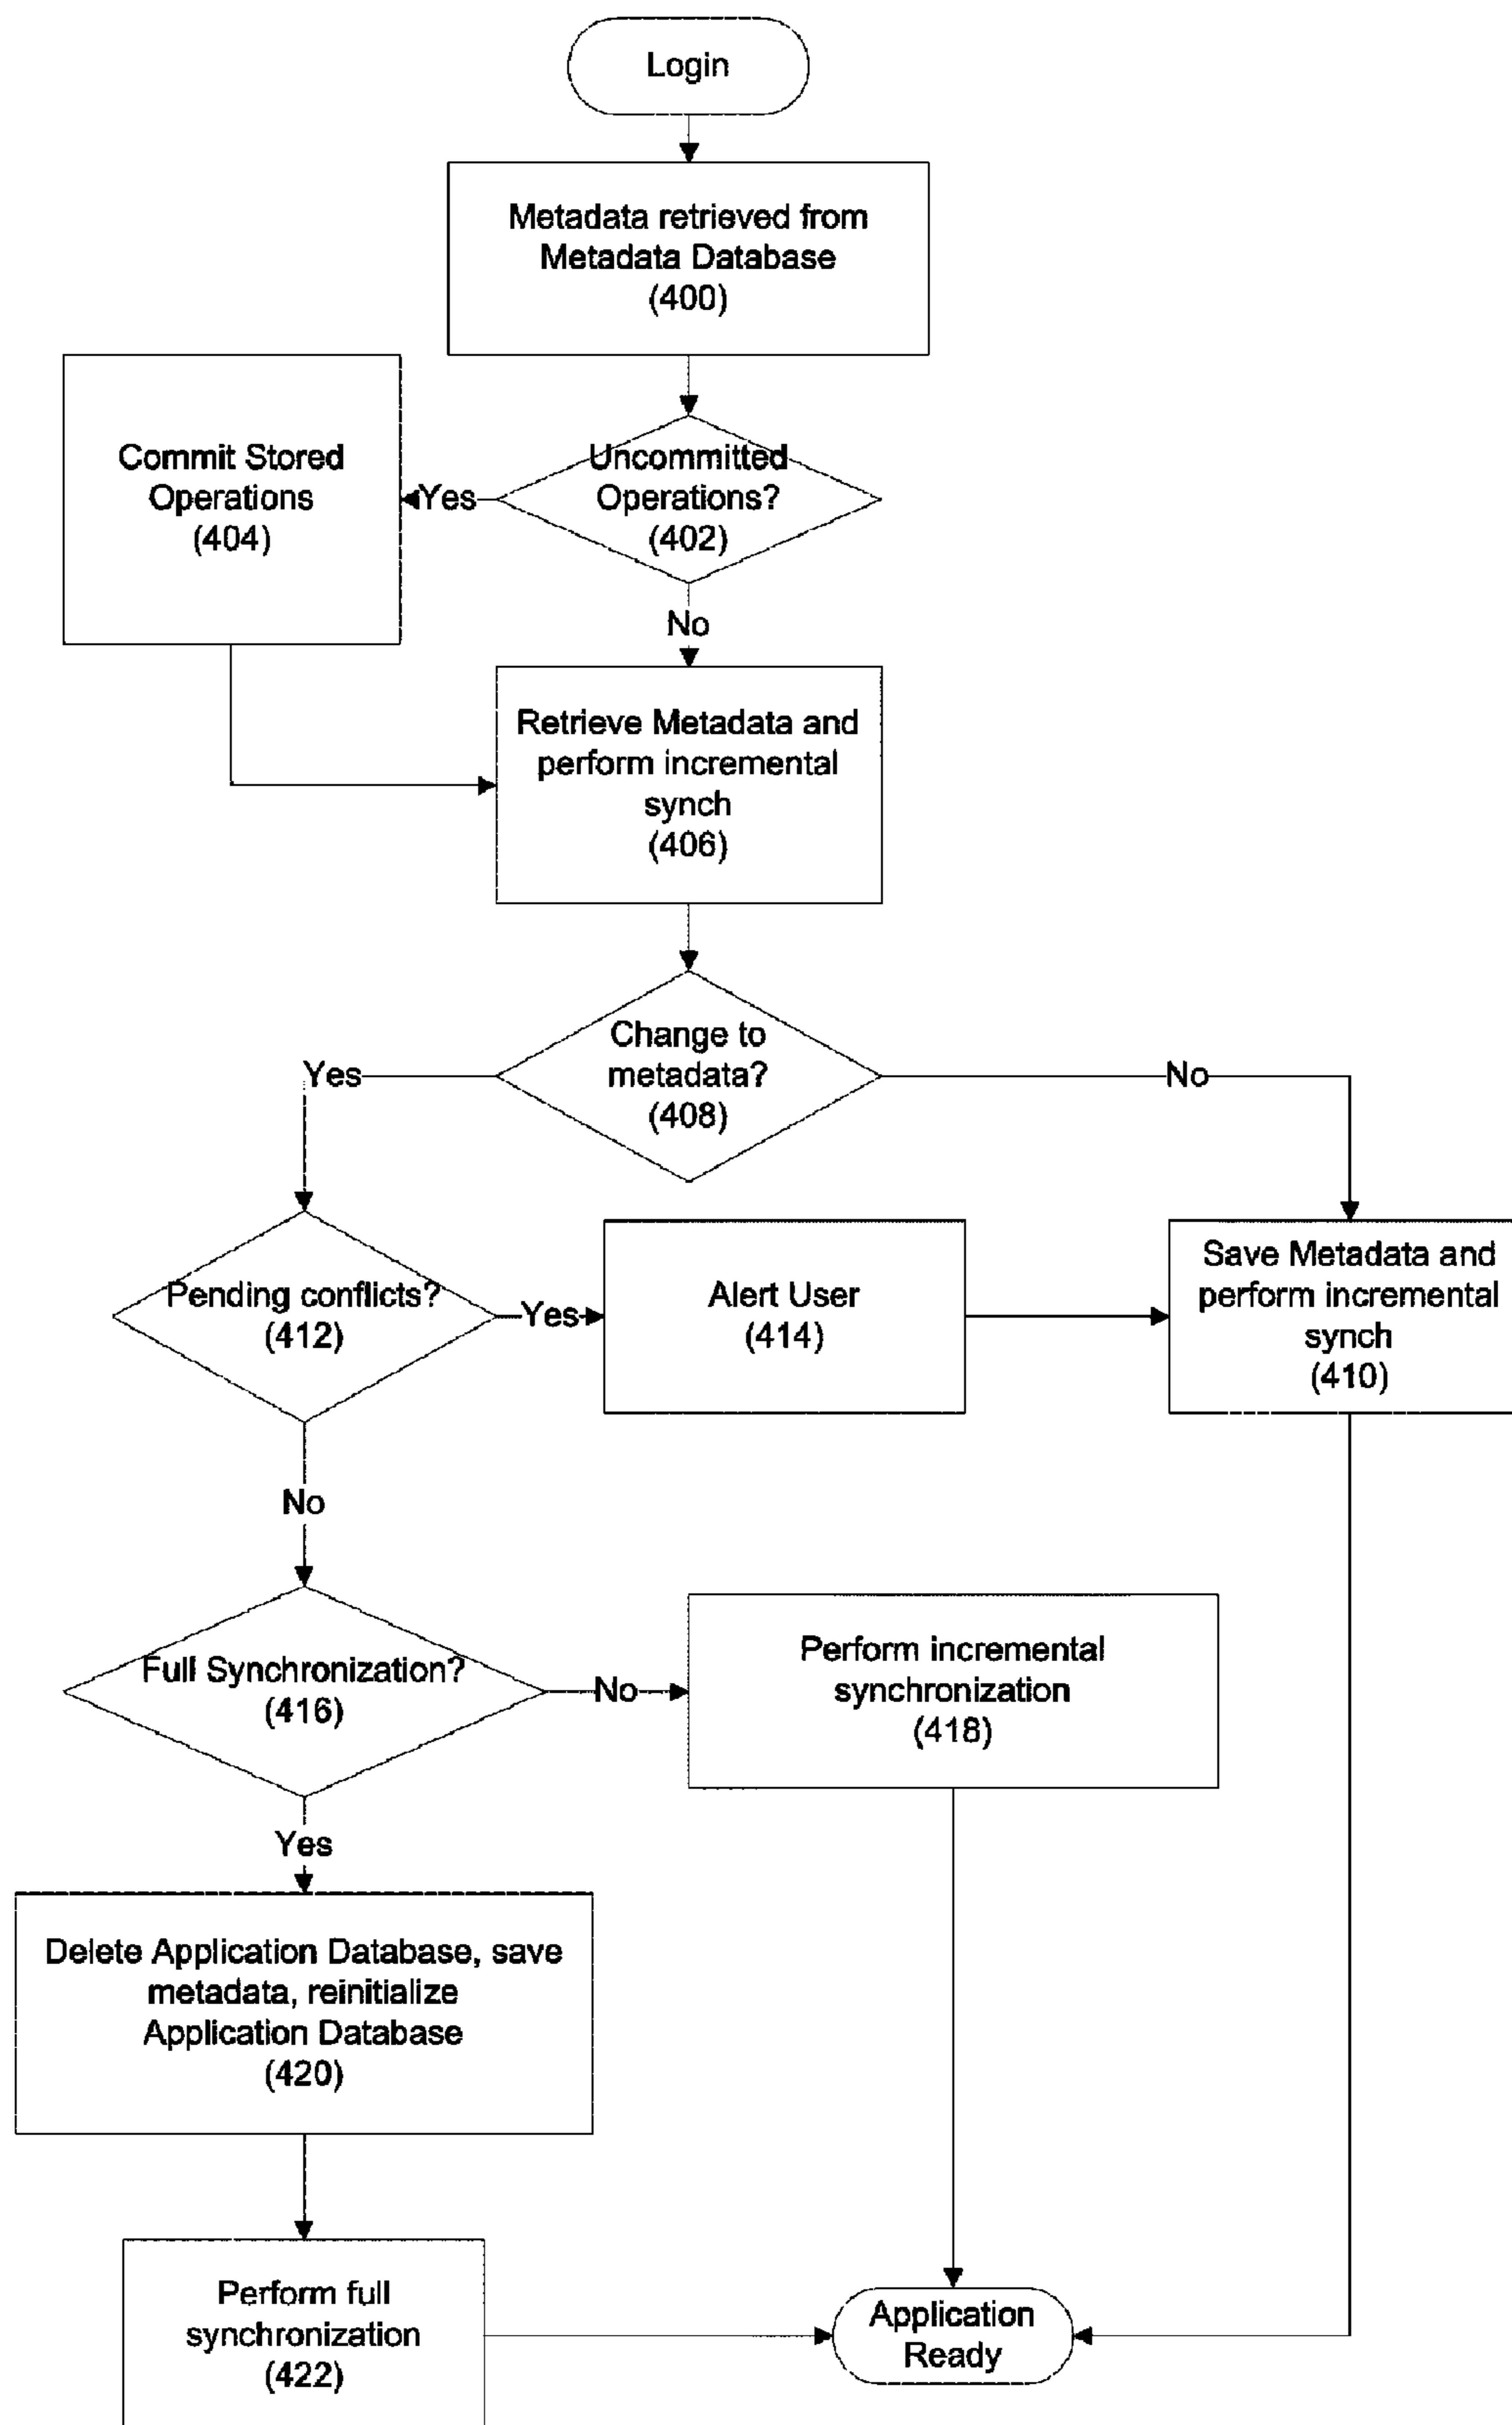 Login
Metadata retrieved from
Metadata Database
(400)
Commit Stored
Operations
(404)
Yes
Uncommitted
Operations?
(402)
No
Retrieve Metadata and
perform incremental
synch
(406)
Change to
metadata?
(408)
Yes
No
Pending conflicts?
(412)
Yes
Alert User
(414)
Save Metadata and
perform incremental
synch
(410)
No
Full Synchronization?
(416)
No
Perform incremental
synchronization
(418)
Yes
Delete Application Database, save
metadata, reinitialize
Application Database
(420)
Perform full
synchronization
(422)
Application
Ready